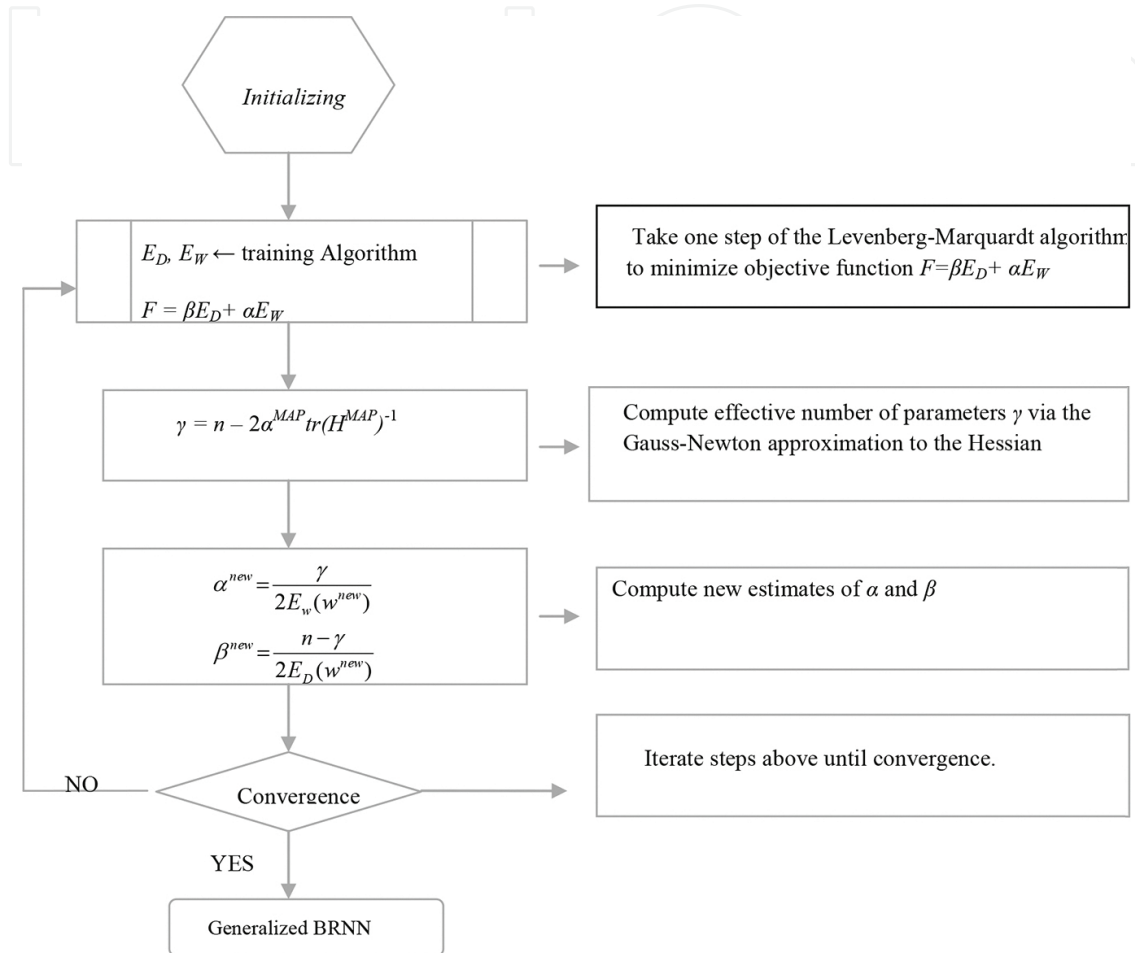 Initializing
E_D, E_W ← training Algorithm
F = βE_D+ αE_W
Take one step of the Levenberg-Marquardt algorithm
to minimize objective function F=βE_D+ αE_W
γ = n – 2α^{MAP}tr(H^{MAP})^{-1}
Compute effective number of parameters γ via the
Gauss-Newton approximation to the Hessian
α^{new} = \frac{γ}{2E_w(w^{new})}
β^{new} = \frac{n-γ}{2E_D(w^{new})}
Compute new estimates of α and β
NO
Convergence
Iterate steps above until convergence.
YES
Generalized BRNN